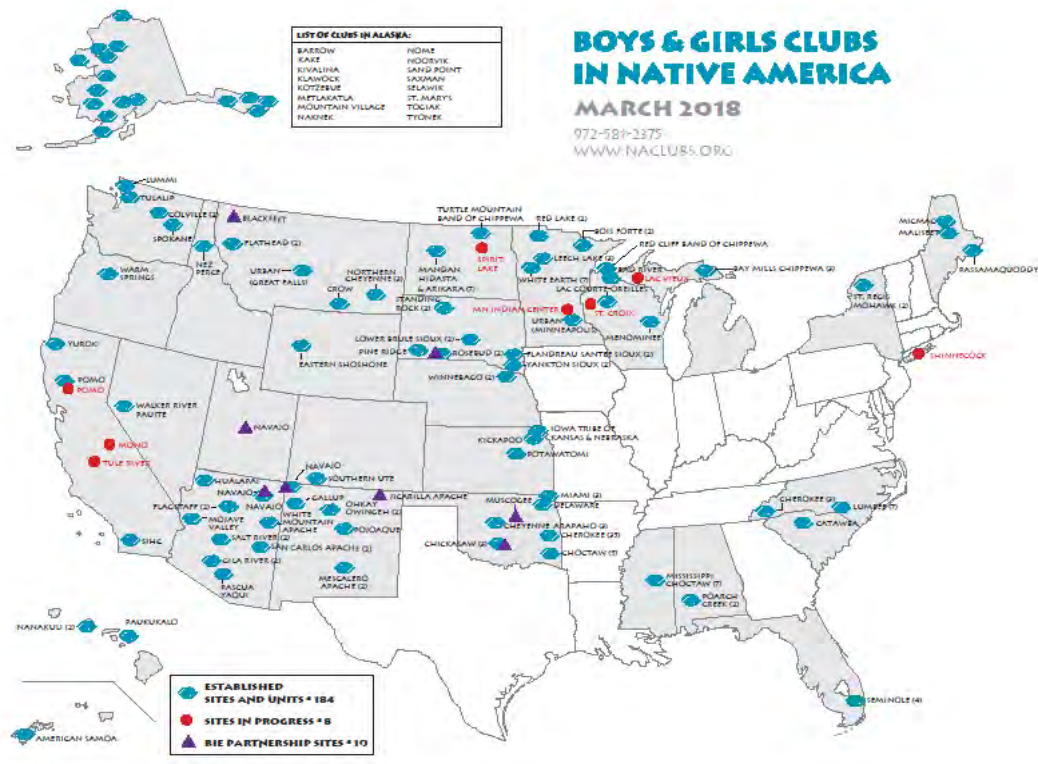 LIST OF CLUBS IN ALASKA:
BARROW
KAKE
KIVALINA
KLAWOCK
KOTZEBUE
METLAKATLA
MOUNTAIN VILLAGE
NAKNEK
NOME
NOORVIK
SAND POINT
SAXMAN
SELAWIK
ST. MARYS
TOGIAK
TYONEK
BOYS & GIRLS CLUBS
IN NATIVE AMERICA
MARCH 2018
WWW.NACLUBS.ORG
LUMMI
TULALIP
COLVILLE (2)
SPOKANE
NEZ
PERCE
WARM
SPRINGS
BLACKFEET
FLATHEAD (2)
URBAN
(GREAT FALLS)
CROW
NORTHERN
CHEYENNE (2)
TURTLE MOUNTAIN
BAND OF CHIPPEWA
SPIRIT
LAKE
MANDAN
HIDASTA
& ARIKARA (7)
STANDING
ROCK (2)
RED LAKE (2)
BOIS FORTE (2)
RED CLIFF BAND OF CHIPPEWA
LEECH LAKE (2)
WHITE EARTH (7)
BAD RIVER
LAC VIEUX
LAC COURTE-OREILLES
BAY MILLS CHIPPEWA (3)
MN INDIAN CENTER
ST. CROIX
URBAN
(MINNEAPOLIS)
MENOMINEE
MICMAC
MALISEET
PASSAMAQUODDY
ST. REGIS
MOHAWK (2)
SHINNECOCK
LOWER BRULE SIOUX (2)
PINE RIDGE
ROSEBUD (2)
FLANDREAU SANTEE SIOUX (2)
YANKTON SIOUX (2)
WINNEBAGO (2)
EASTERN SHOSHONE
YUROK
POMO
POMO
WALKER RIVER
PAUITE
MONO
TULE RIVER
SIHC
NAVAJO
IOWA TRIBE OF
KANSAS & NEBRASKA
KICKAPOO
POTAWATOMI
NAVAJO
SOUTHERN UTE
HUALAPAI
NAVAJO
NAVAJO
FLAGSTAFF (2)
MOJAVE
VALLEY
GALLUP
WHITE
MOUNTAIN
APACHE
JICARILLA APACHE
OHKAY
OWINGEH (2)
POJOAQUE
SALT RIVER (2)
SAN CARLOS APACHE (2)
GILA RIVER (2)
PASCUA
YAQUI
MESCALERO
APACHE (2)
MIAMI (2)
MUSCOGEE
DELAWARE
CHEYENNE ARAPAHO (3)
CHEROKEE (23)
CHICKASAW (2)
CHOCTAW (3)
CHEROKEE (2)
LUMBEE (7)
CATAWBA
MISSISSIPPI
CHOCTAW (7)
POARCH
CREEK (2)
SEMINOLE (4)
NANAKULI (2)
PAUKUKALO
AMERICAN SAMOA
ESTABLISHED
SITES AND UNITS * 184
SITES IN PROGRESS * 8
BIE PARTNERSHIP SITES * 10